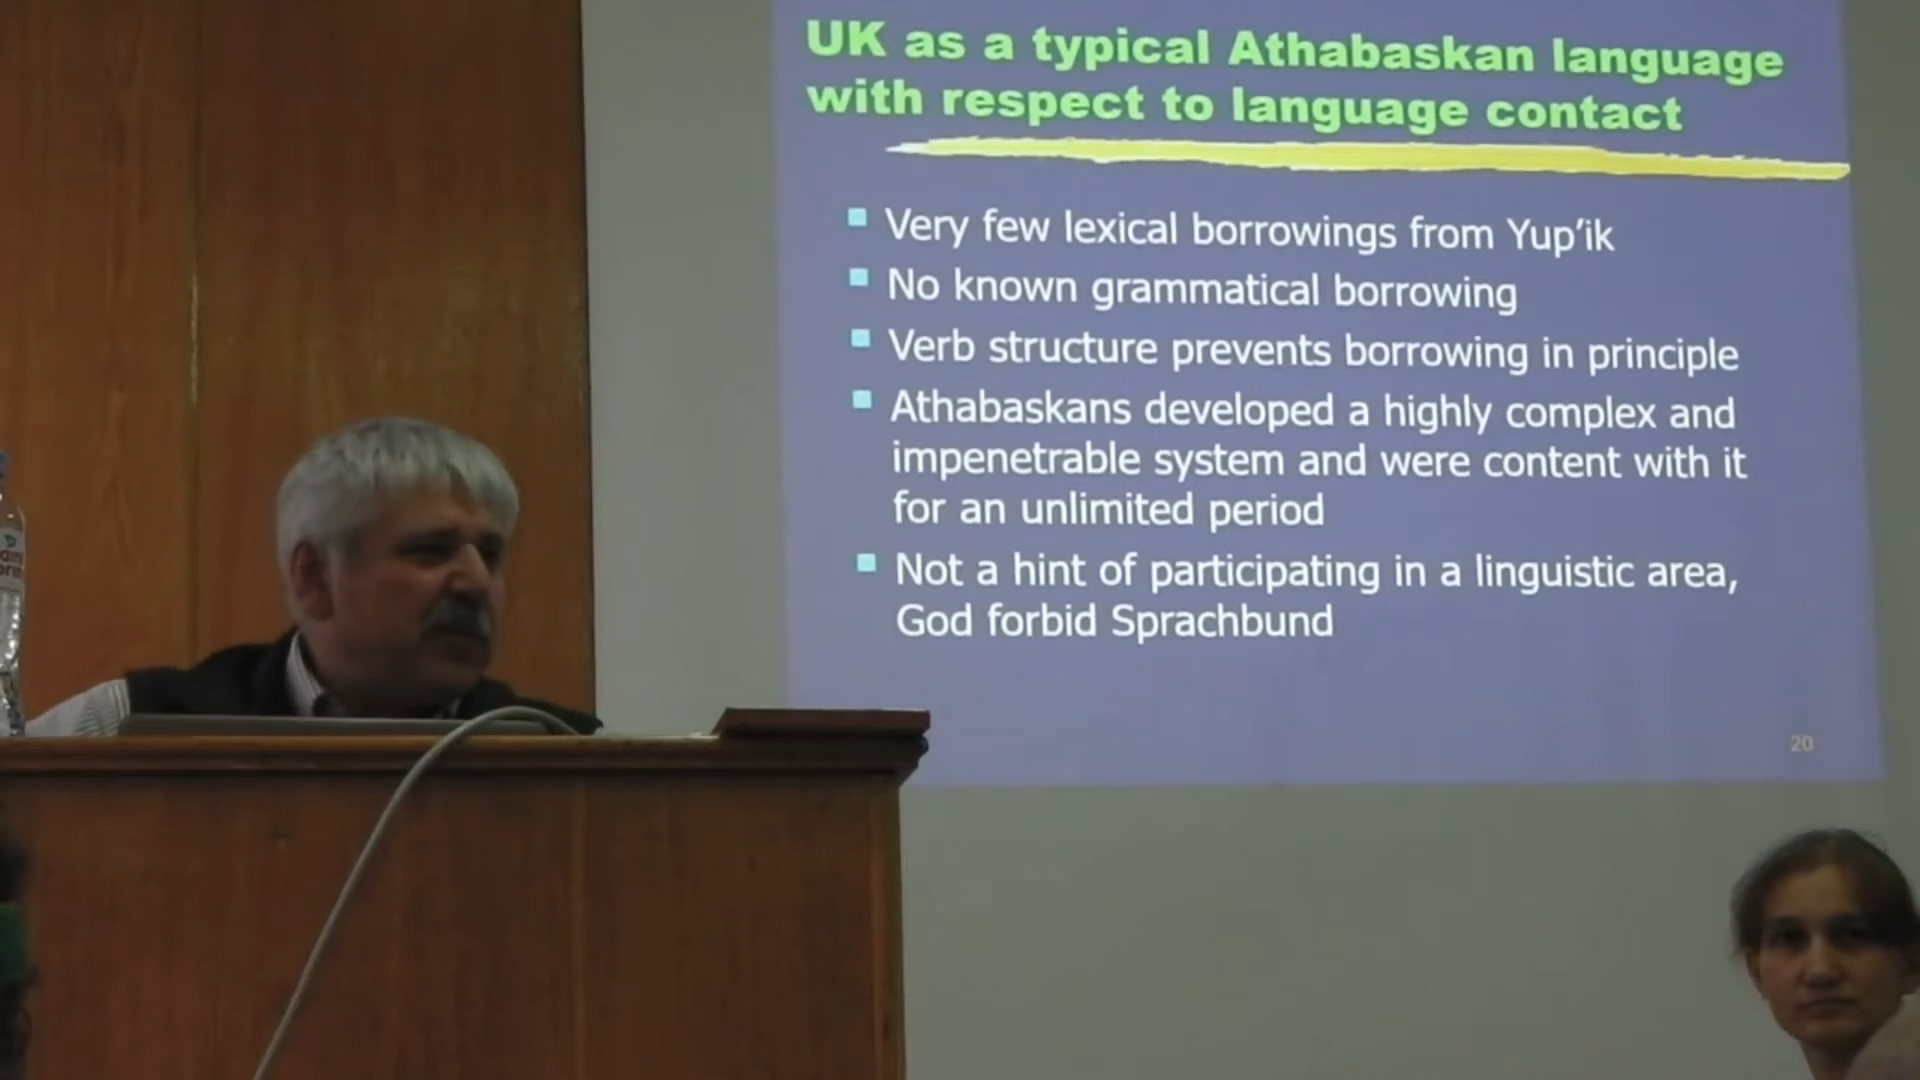 UK as a typical Athabaskan language
with respect to language contact
Very few lexical borrowings from Yup’ik
No known grammatical borrowing
Verb structure prevents borrowing in principle
Athabaskans developed a highly complex and
impenetrable system and were content with it
for an unlimited period
Not a hint of participating in a linguistic area,
God forbid Sprachbund
20